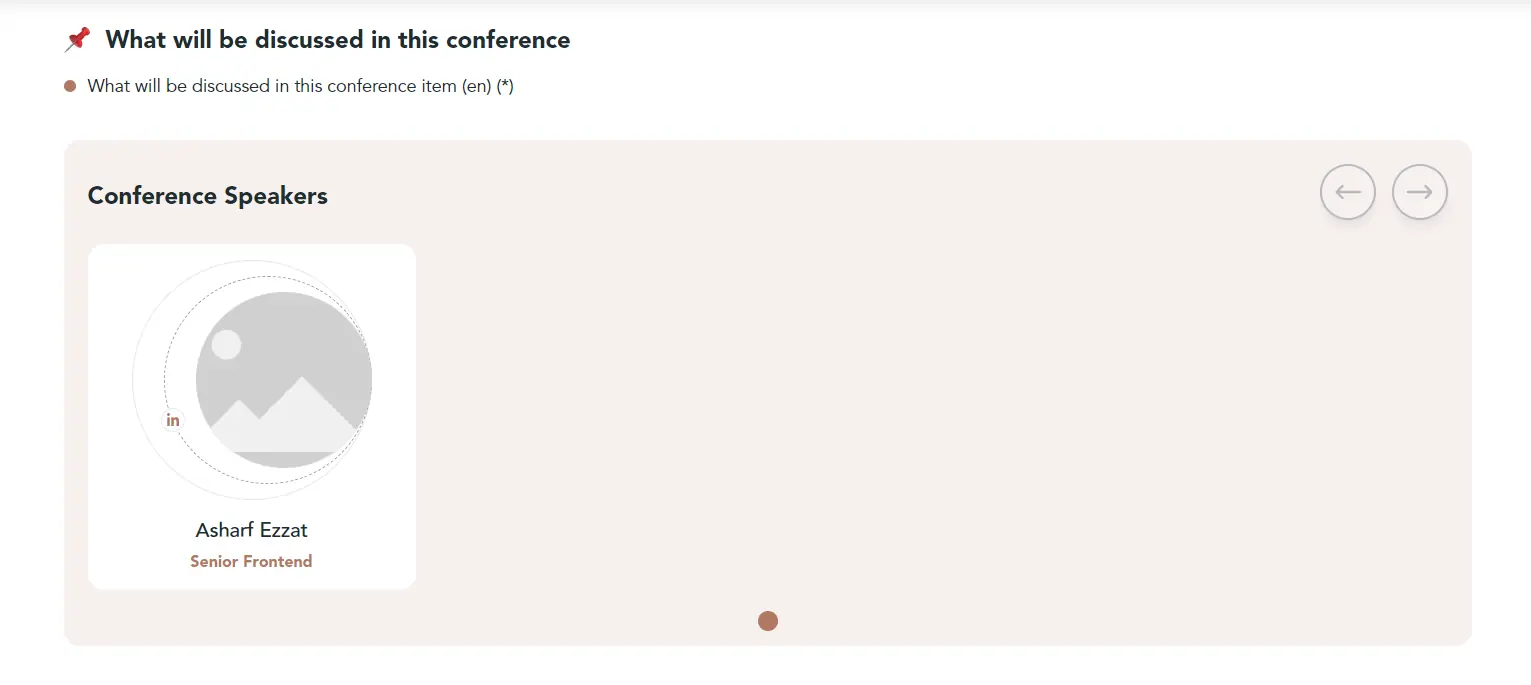 What will be discussed in this conference
What will be discussed in this conference item (en) (*)
Conference Speakers
in
Asharf Ezzat
Senior Frontend